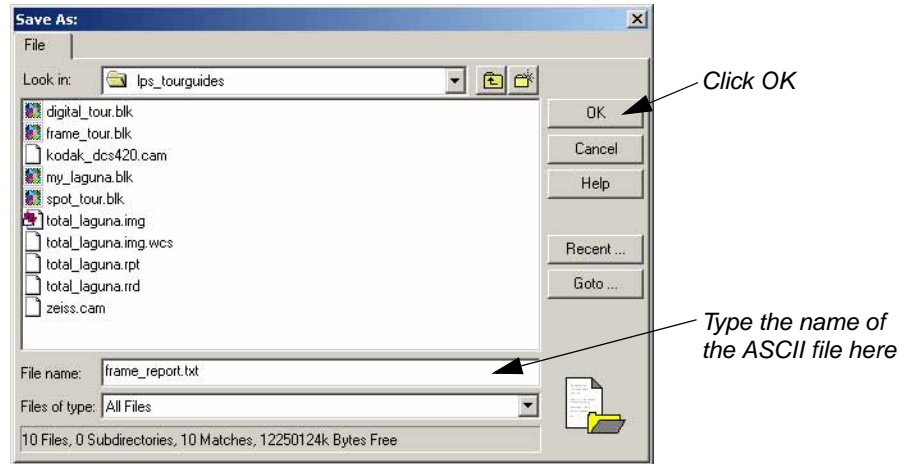 Save As:
File
Look in: lps_tourguides
Click OK
digital_tour.blk
frame_tour.blk
kodak_dcs420.cam
my_laguna.blk
spot_tour.blk
total_laguna.img
total_laguna.img.wcs
total_laguna.rpt
total_laguna.rrd
zeiss.cam
OK
Cancel
Help
Recent ...
Goto ...
Type the name of
the ASCII file here
File name: frame_report.txt
Files of type: All Files
10 Files, 0 Subdirectories, 10 Matches, 12250124k Bytes Free